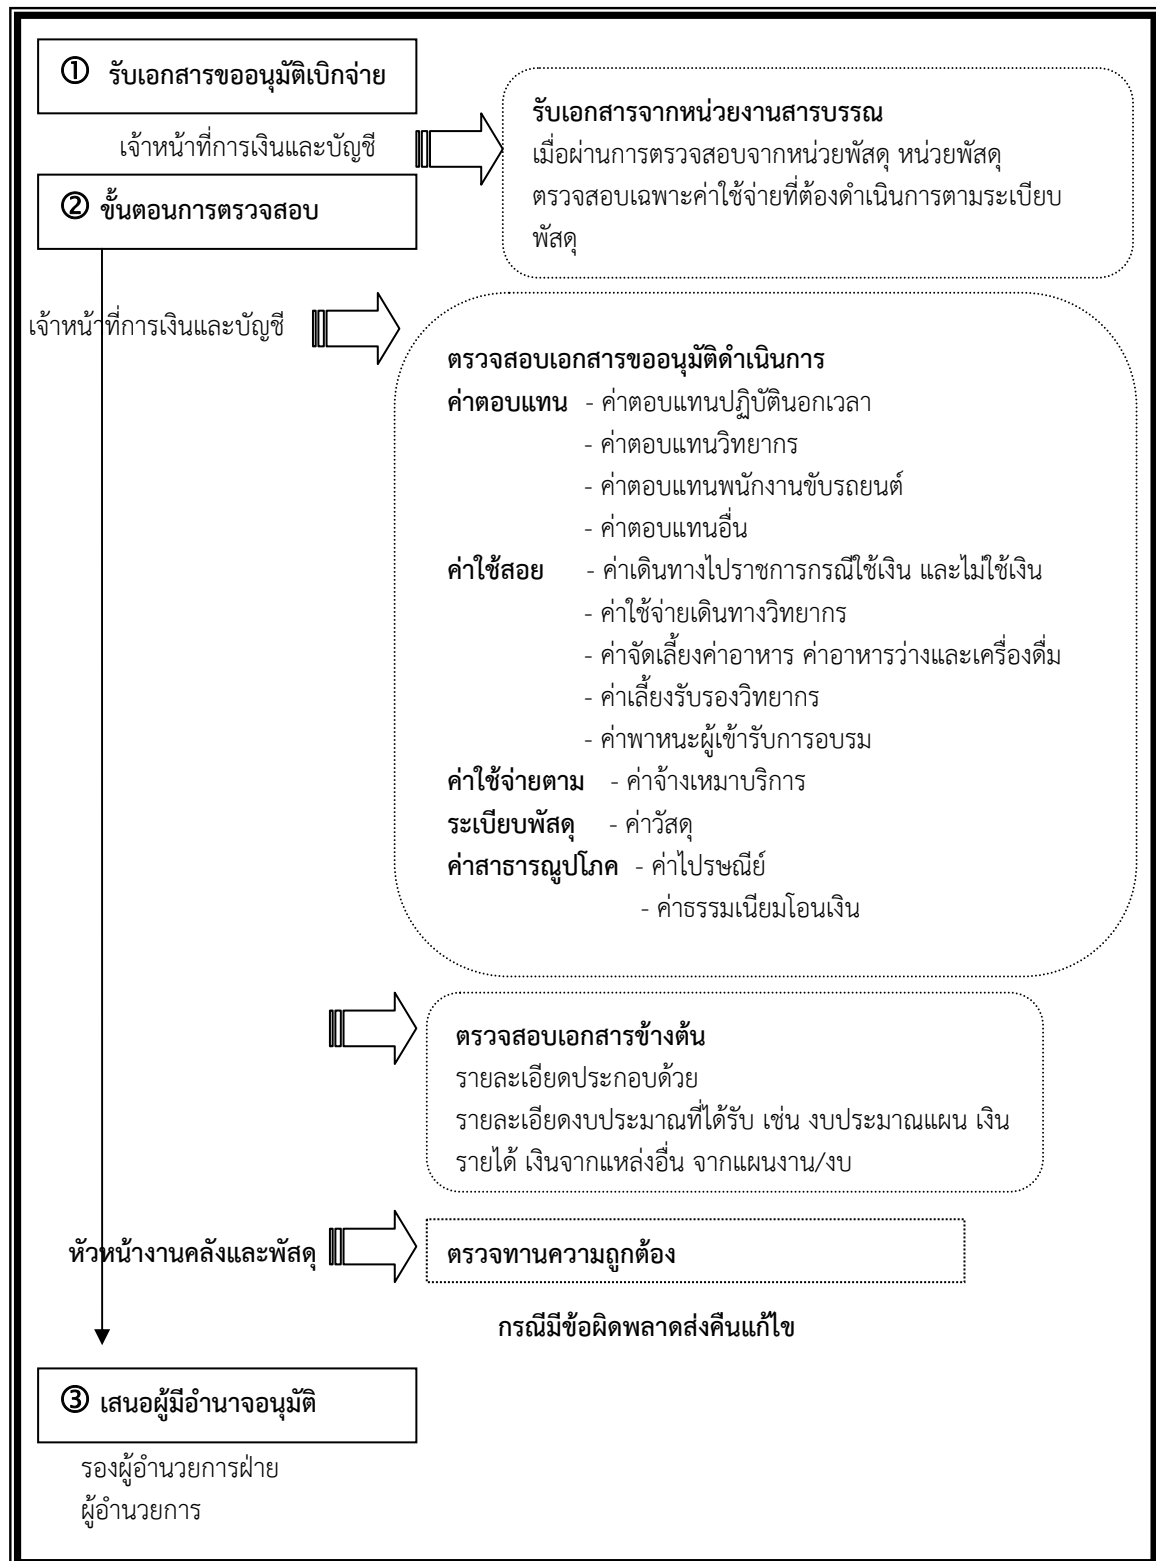 ① รับเอกสารขออนุมัติเบิกจ่าย
เจ้าหน้าที่การเงินและบัญชี
รับเอกสารจากหน่วยงานสารบรรณ
เมื่อผ่านการตรวจสอบจากหน่วยพัสดุ หน่วยพัสดุ
ตรวจสอบเฉพาะค่าใช้จ่ายที่ต้องดำเนินการตามระเบียบ
พัสดุ
② ขั้นตอนการตรวจสอบ
เจ้าหน้าที่การเงินและบัญชี
ตรวจสอบเอกสารขออนุมัติดำเนินการ
ค่าตอบแทน - ค่าตอบแทนปฏิบัตินอกเวลา
- ค่าตอบแทนวิทยากร
- ค่าตอบแทนพนักงานขับรถยนต์
- ค่าตอบแทนอื่น
ค่าใช้สอย - ค่าเดินทางไปราชการกรณีใช้เงิน และไม่ใช้เงิน
- ค่าใช้จ่ายเดินทางวิทยากร
- ค่าจัดเลี้ยงค่าอาหาร ค่าอาหารว่างและเครื่องดื่ม
- ค่าเลี้ยงรับรองวิทยากร
- ค่าพาหนะผู้เข้ารับการอบรม
ค่าใช้จ่ายตาม - ค่าจ้างเหมาบริการ
ระเบียบพัสดุ - ค่าวัสดุ
ค่าสาธารณูปโภค - ค่าไปรษณีย์
- ค่าธรรมเนียมโอนเงิน
ตรวจสอบเอกสารข้างต้น
รายละเอียดประกอบด้วย
รายละเอียดงบประมาณที่ได้รับ เช่น งบประมาณแผน เงิน
รายได้ เงินจากแหล่งอื่น จากแผนงาน/งบ
หัวหน้างานคลังและพัสดุ
ตรวจทานความถูกต้อง
กรณีมีข้อผิดพลาดส่งคืนแก้ไข
③ เสนอผู้มีอำนาจอนุมัติ
รองผู้อำนวยการฝ่าย
ผู้อำนวยการ